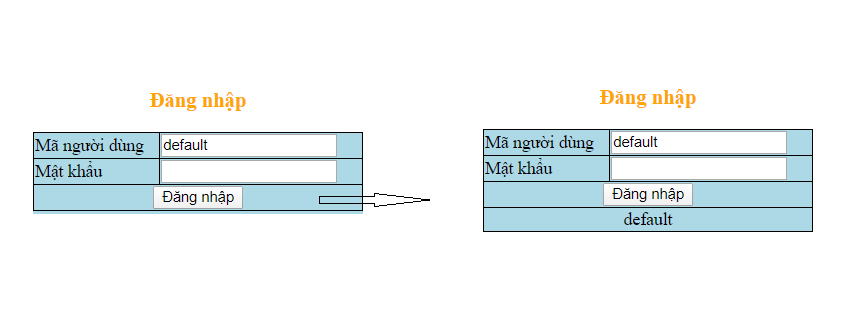 Đăng nhập
Mã người dùng default
Mật khẩu
Đăng nhập
Đăng nhập
Mã người dùng default
Mật khẩu
Đăng nhập
default